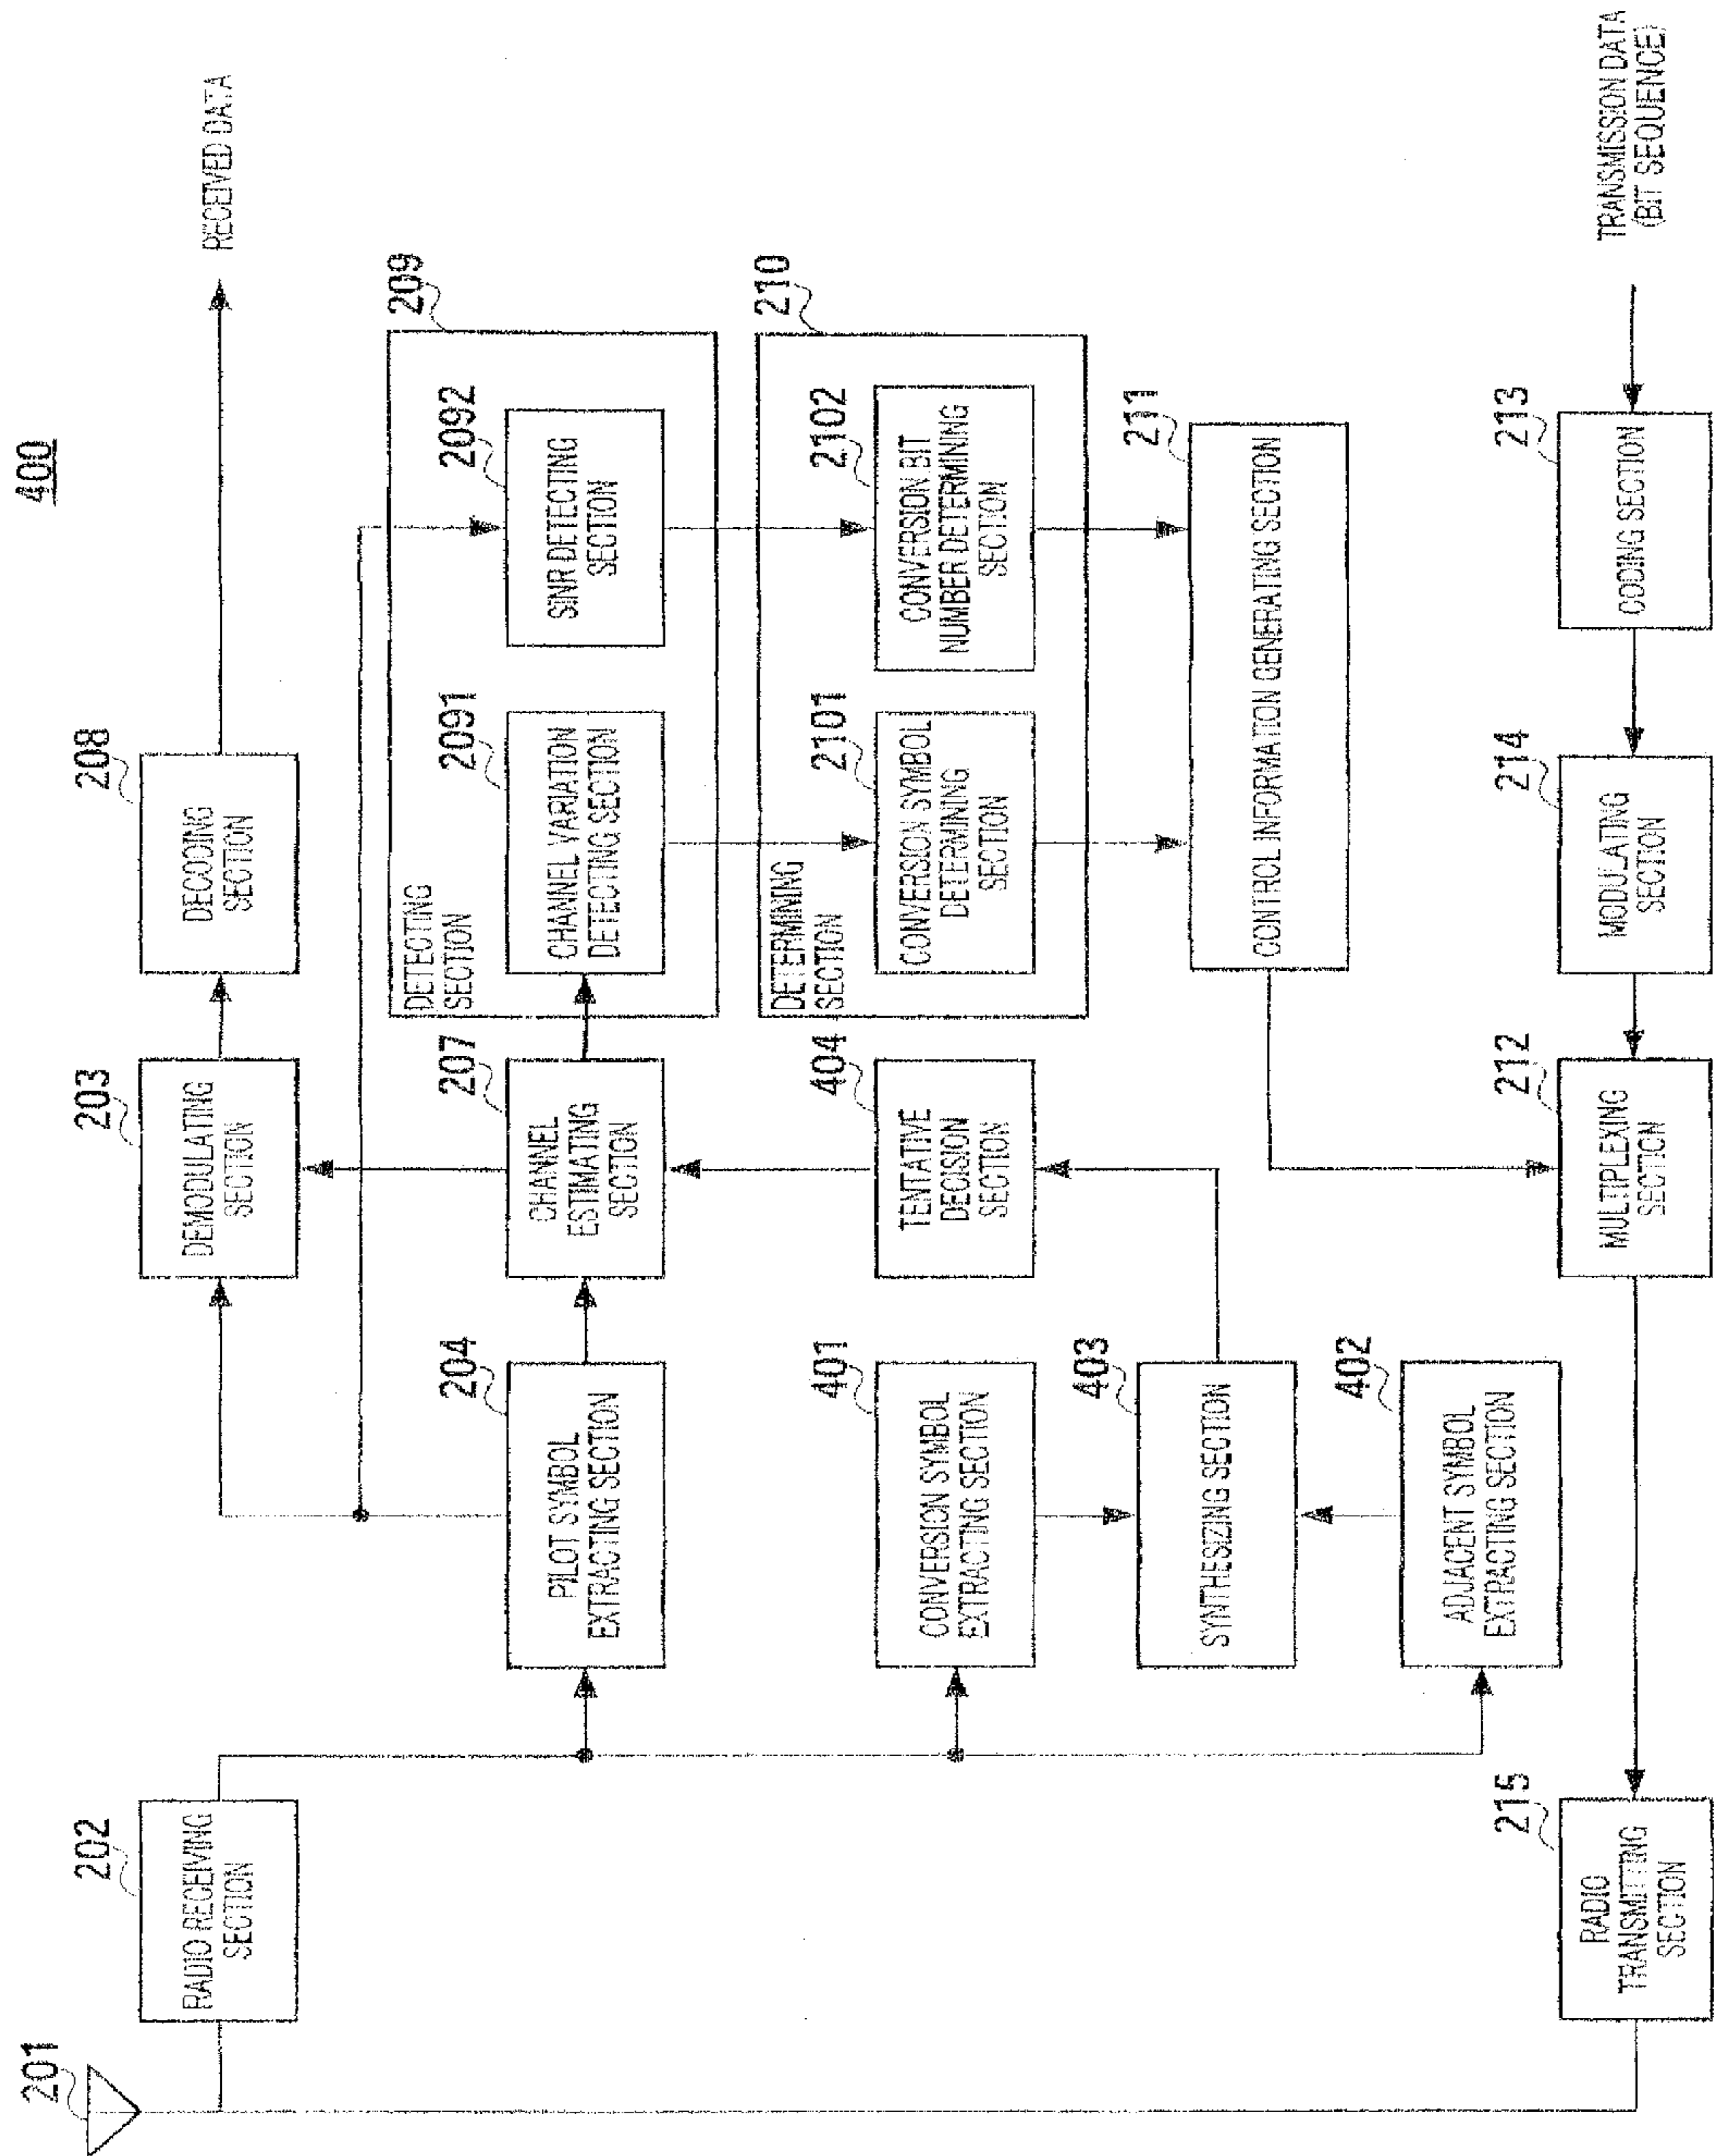 400
201
202
RADIO RECEIVING
SECTION
203
DEMODULATING
SECTION
208
DECODING
SECTION
RECEIVED DATA
204
PILOT SYMBOL
EXTRACTING SECTION
207
CHANNEL
ESTIMATING
SECTION
209
DETECTING
SECTION
2091
CHANNEL VARIATION
DETECTING SECTION
2092
SINR DETECTING
SECTION
401
CONVERSION SYMBOL
EXTRACTING SECTION
404
TENTATIVE
DECISION
SECTION
210
DETERMINING
SECTION
2101
CONVERSION SYMBOL
DETERMINING
SECTION
2102
CONVERSION BIT
NUMBER DETERMINING
SECTION
403
SYNTHESIZING SECTION
211
CONTROL INFORMATION GENERATING SECTION
402
ADJACENT SYMBOL
EXTRACTING SECTION
215
RADIO
TRANSMITTING
SECTION
212
MULTIPLEXING
SECTION
214
MODULATING
SECTION
213
CODING SECTION
TRANSMISSION DATA
(BIT SEQUENCE)